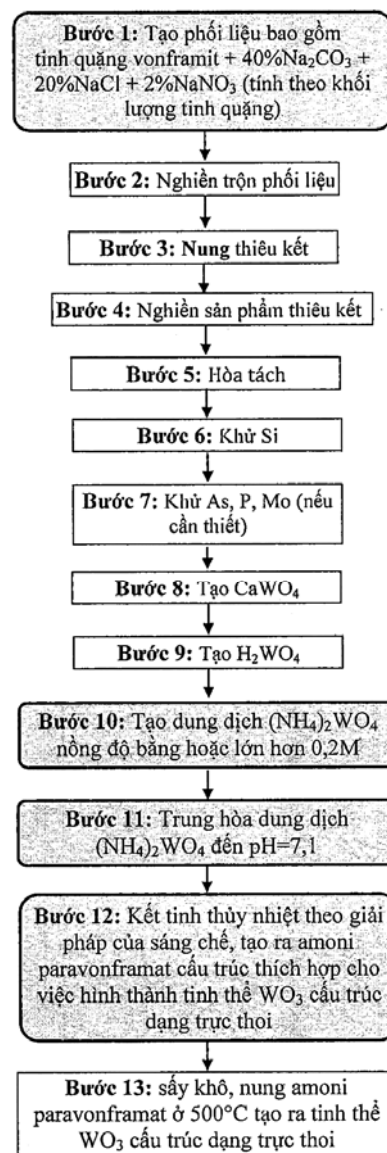 Bước 1: Tạo phối liệu bao gồm
tinh quặng vonframit + 40%Na₂CO₃ +
20%NaCl + 2%NaNO₃ (tính theo khối
lượng tinh quặng)
Bước 2: Nghiền trộn phối liệu
Bước 3: Nung thiêu kết
Bước 4: Nghiền sản phẩm thiêu kết
Bước 5: Hòa tách
Bước 6: Khử Si
Bước 7: Khử As, P, Mo (nếu
cần thiết)
Bước 8: Tạo CaWO₄
Bước 9: Tạo H₂WO₄
Bước 10: Tạo dung dịch (NH₄)₂WO₄
nồng độ bằng hoặc lớn hơn 0,2M
Bước 11: Trung hòa dung dịch
(NH₄)₂WO₄ đến pH=7,1
Bước 12: Kết tinh thủy nhiệt theo giải
pháp của sáng chế, tạo ra amoni
paravonframat cấu trúc thích hợp cho
việc hình thành tinh thể WO₃ cấu trúc
dạng trực thoi
Bước 13: sấy khô, nung amoni
paravonframat ở 500°C tạo ra tinh thể
WO₃ cấu trúc dạng trực thoi